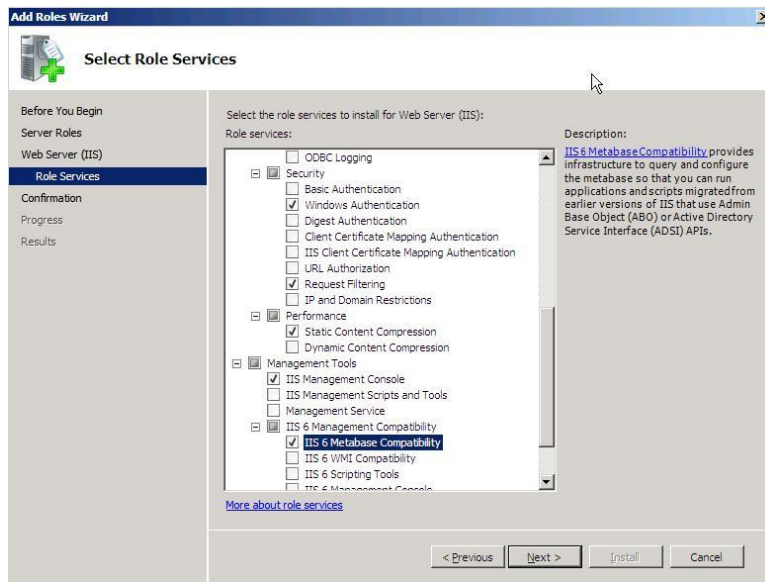 Add Roles Wizard
Select Role Services
Before You Begin
Server Roles
Web Server (IIS)
Role Services
Confirmation
Progress
Results
Select the role services to install for Web Server (IIS):
Role services:
ODBC Logging
Security
Basic Authentication
Windows Authentication
Digest Authentication
Client Certificate Mapping Authentication
IIS Client Certificate Mapping Authentication
URL Authorization
Request Filtering
IP and Domain Restrictions
Performance
Static Content Compression
Dynamic Content Compression
Management Tools
IIS Management Console
IIS Management Scripts and Tools
Management Service
IIS 6 Management Compatibility
IIS 6 Metabase Compatibility
IIS 6 WMI Compatibility
IIS 6 Scripting Tools
IIS 6 Management Console
More about role services
Description:
IIS 6 Metabase Compatibility provides
infrastructure to query and configure
the metabase so that you can run
applications and scripts migrated from
earlier versions of IIS that use Admin
Base Object (ABO) or Active Directory
Service Interface (ADSI) APIs.
< Previous
Next >
Install
Cancel